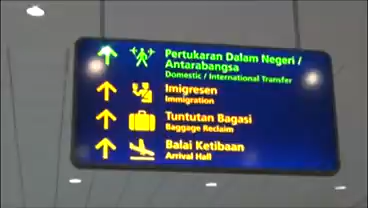 Pertukaran Dalam Negeri /
Antarabangsa
Domestic / International Transfer
Imigresen
Immigration
Tuntutan Bagasi
Baggage Reclaim
Balai Ketibaan
Arrival Hall